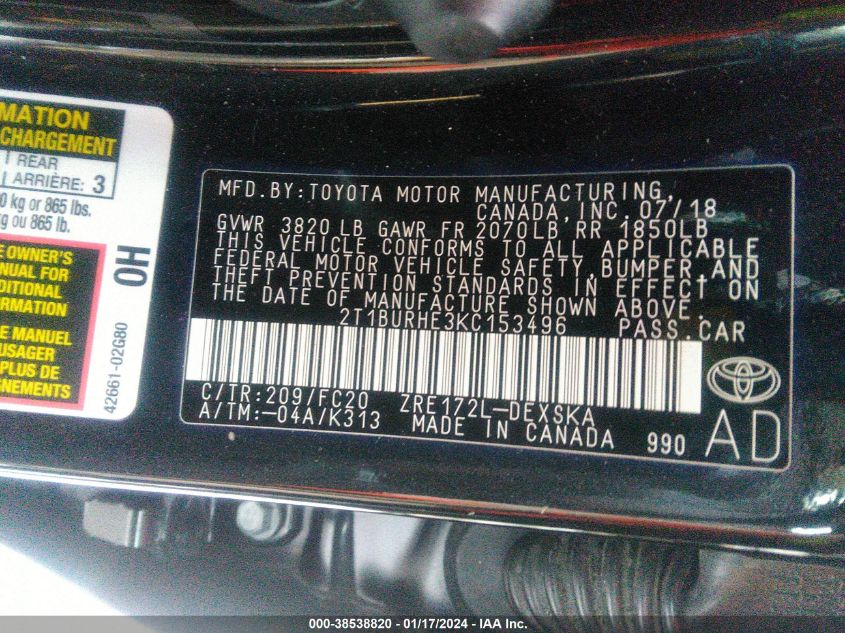 MATION
CHARGEMENT
REAR
ARRIÈRE: 3
0 kg or 865 lbs.
kg ou 865 lb.
E OWNER'S
ANUAL FOR
DITIONAL
ORMATION
E MANUEL
USAGER
PLUS DE
GNEMENTS
OH
42661-02G80
MFD.BY:TOYOTA MOTOR MANUFACTURING,
CANADA,INC.07/18
GVWR 3820 LB GAWR FR 2070LB RR 1850LB
THIS VEHICLE CONFORMS TO ALL APPLICABLE
FEDERAL MOTOR VEHICLE SAFETY,BUMPER,AND
THEFT PREVENTION STANDARDS IN EFFECT† ON
THE DATE OF MANUFACTURE SHOWN ABOVE.
2T1BURHE3KC153496 PASS.CAR
C/TR:209/FC20 ZRE172L-DEXSKA
A/TM:-04A/K313 MADE IN CANADA 990
AD
000-38538820 - 01/17/2024 - IAA Inc.